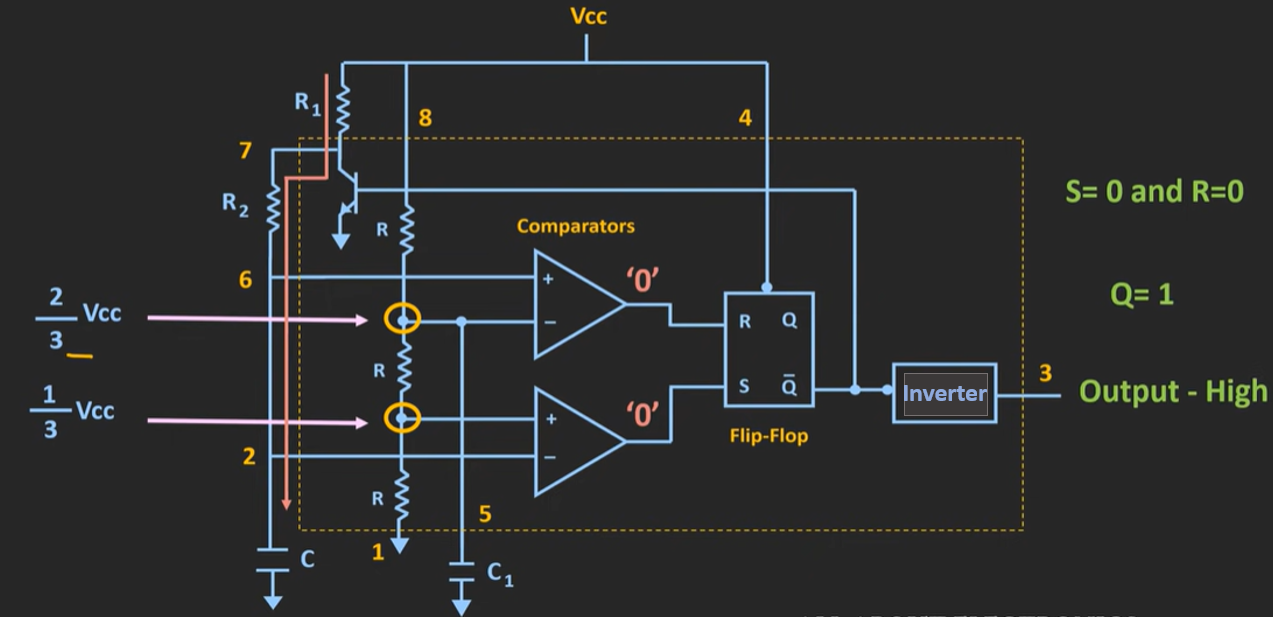 Vcc
R1
8
4
7
R2
R
Comparators
S= 0 and R=0
6
+
'0'
2
3
Vcc
−
R
Q
Q= 1
R
1
3
Vcc
+
'0'
S
Q̅
Inverter
3
Output - High
2
−
Flip-Flop
R
5
1
C
C1